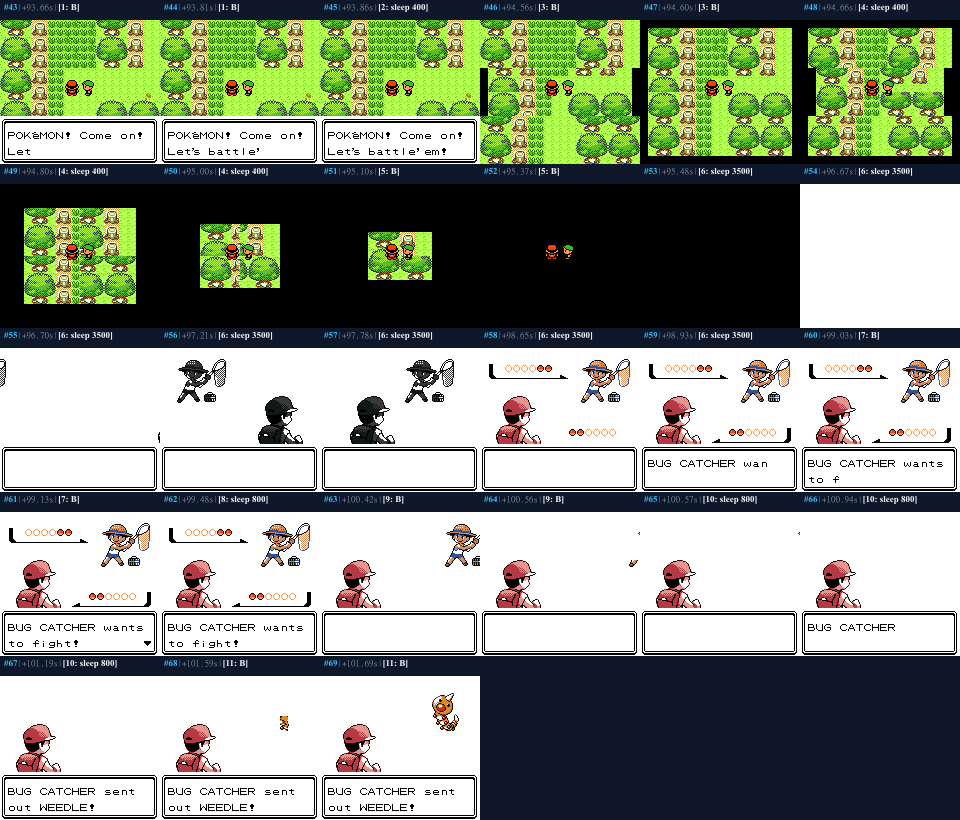 #43|+93.66s|[1: B]
#44|+93.81s|[1: B]
#45|+93.86s|[2: sleep 400]
#46|+94.56s|[3: B]
#47|+94.60s|[3: B]
#48|+94.66s|[4: sleep 400]
POKéMON! Come on!
Let
POKéMON! Come on!
Let's battle'
POKéMON! Come on!
Let's battle' em!
#49|+94.80s|[4: sleep 400]
#50|+95.00s|[4: sleep 400]
#51|+95.10s|[5: B]
#52|+95.37s|[5: B]
#53|+95.48s|[6: sleep 3500]
#54|+96.67s|[6: sleep 3500]
#55|+96.70s|[6: sleep 3500]
#56|+97.21s|[6: sleep 3500]
#57|+97.78s|[6: sleep 3500]
#58|+98.65s|[6: sleep 3500]
#59|+98.93s|[6: sleep 3500]
#60|+99.03s|[7: B]
BUG CATCHER wan
BUG CATCHER wants
to f
#61|+99.13s|[7: B]
#62|+99.48s|[8: sleep 800]
#63|+100.42s|[9: B]
#64|+100.56s|[9: B]
#65|+100.57s|[10: sleep 800]
#66|+100.94s|[10: sleep 800]
BUG CATCHER wants
to fight!
BUG CATCHER wants
to fight!
BUG CATCHER
#67|+101.19s|[10: sleep 800]
#68|+101.59s|[11: B]
#69|+101.69s|[11: B]
BUG CATCHER sent
out WEEDLE!
BUG CATCHER sent
out WEEDLE!
BUG CATCHER sent
out WEEDLE!